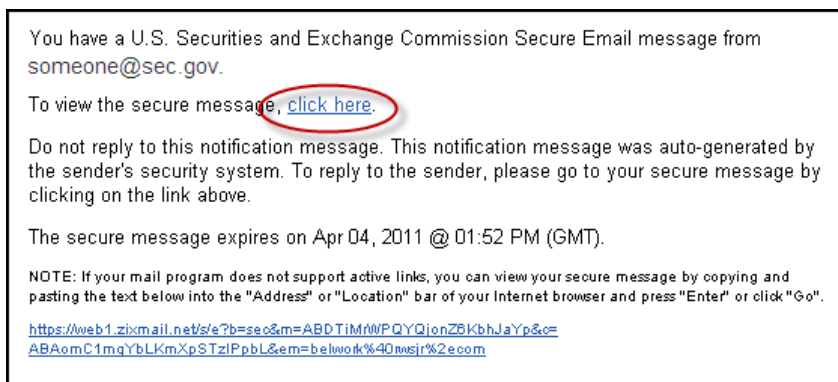 You have a U.S. Securities and Exchange Commission Secure Email message from
someone@sec.gov.
To view the secure message, click here.
Do not reply to this notification message. This notification message was auto-generated by
the sender's security system. To reply to the sender, please go to your secure message by
clicking on the link above.
The secure message expires on Apr 04, 2011 @ 01:52 PM (GMT).
NOTE: If your mail program does not support active links, you can view your secure message by copying and
pasting the text below into the "Address" or "Location" bar of your Internet browser and press "Enter" or click "Go".
https://web1.zixmail.net/s/e?b=sec&m=ABDTiMrWPQYQjonZ6KbhJaYp&c=
ABAomC1mqYbLKmXpSTzlPpbL&em=belwork%40nwsjr%2ecom